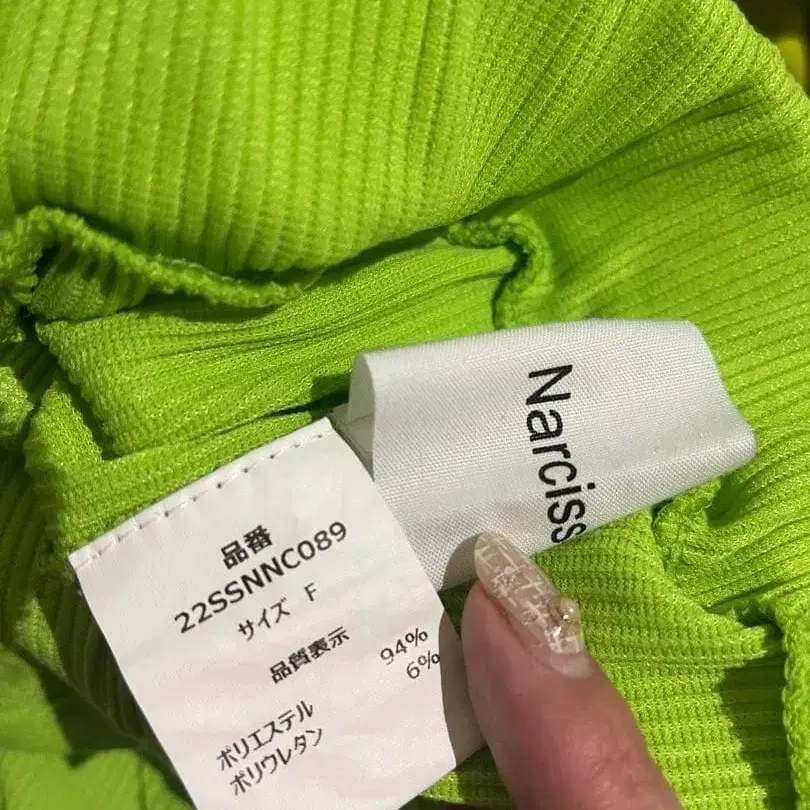 Narciss
品番
22SSNNC089
サイズ F
品質表示
94%
6%
ポリエステル
ポリウレタン